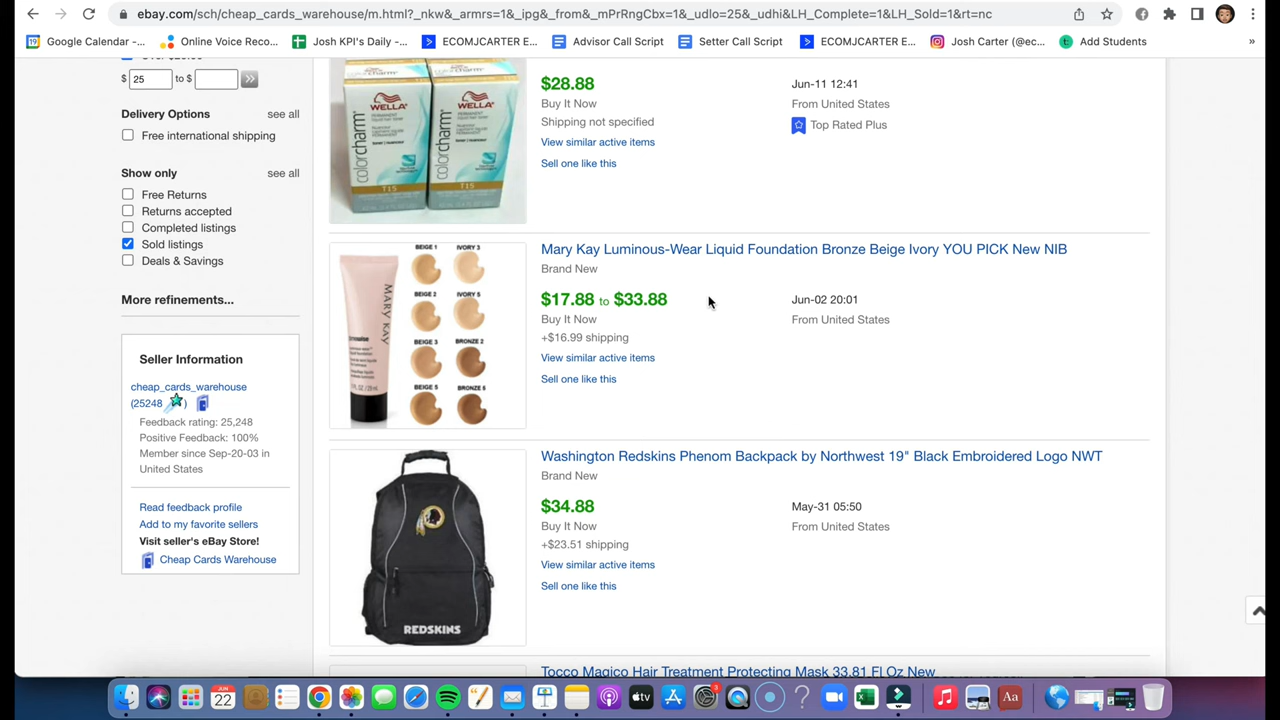 ebay.com/sch/cheap_cards_warehouse/m.html?_nkw&_armrs=1&_ipg&_from&_mPrRngCbx=1&_udlo=25&_udhi&LH_Complete=1&LH_Sold=1&rt=nc
Google Calendar -...
Online Voice Reco...
Josh KPI's Daily -...
ECOMJCARTER E...
Advisor Call Script
Setter Call Script
ECOMJCARTER E...
Josh Carter (@ec...
Add Students
»
$ 25 to $
Delivery Options see all
Free international shipping
Show only see all
Free Returns
Returns accepted
Completed listings
Sold listings
Deals & Savings
More refinements...
Seller Information
cheap_cards_warehouse
(25248 )
Feedback rating: 25,248
Positive Feedback: 100%
Member since Sep-20-03 in
United States
Read feedback profile
Add to my favorite sellers
Visit seller's eBay Store!
Cheap Cards Warehouse
WELLA
WELLA
colorcharm
colorcharm
T15
T15
$28.88
Buy It Now
Shipping not specified
View similar active items
Sell one like this
Jun-11 12:41
From United States
Top Rated Plus
BEIGE 1
IVORY 3
BEIGE 2
IVORY 5
BEIGE 3
BRONZE 2
BEIGE 5
BRONZE 6
MARY KAY
Mary Kay Luminous-Wear Liquid Foundation Bronze Beige Ivory YOU PICK New NIB
Brand New
$17.88 to $33.88
Buy It Now
+$16.99 shipping
View similar active items
Sell one like this
Jun-02 20:01
From United States
REDSKINS
Washington Redskins Phenom Backpack by Northwest 19" Black Embroidered Logo NWT
Brand New
$34.88
Buy It Now
+$23.51 shipping
View similar active items
Sell one like this
May-31 05:50
From United States
Tocco Magico Hair Treatment Protecting Mask 33.81 Fl Oz New
JUN
22
tv
Aa